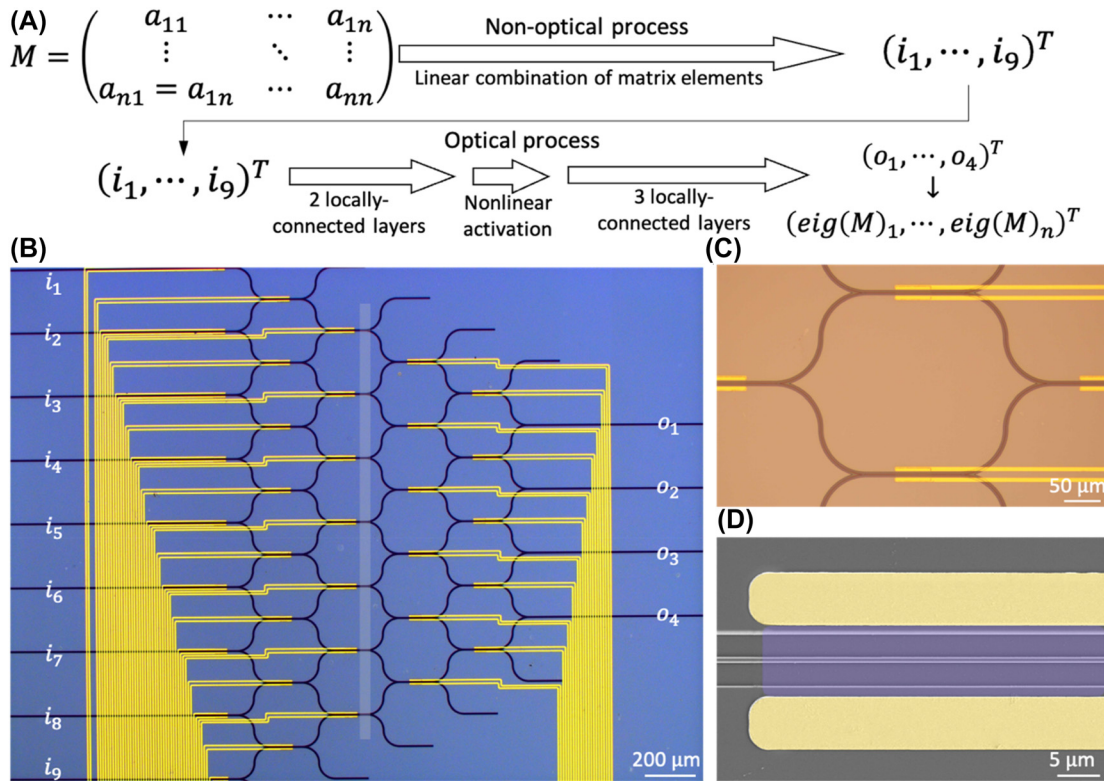 (A)
M = ( a₁₁ ⋯ a₁ₙ
⋮ ⋱ ⋮
aₙ₁ = a₁ₙ ⋯ aₙₙ )
Non-optical process
Linear combination of matrix elements
(i₁, ⋯, i₉)ᵀ
Optical process
(i₁, ⋯, i₉)ᵀ
2 locally-
connected layers
Nonlinear
activation
3 locally-
connected layers
(o₁, ⋯, o₄)ᵀ
↓
(eig(M)₁, ⋯, eig(M)ₙ)ᵀ
(B)
i₁
i₂
i₃
i₄
i₅
i₆
i₇
i₈
i₉
o₁
o₂
o₃
o₄
200 µm
(C)
50 µm
(D)
5 µm